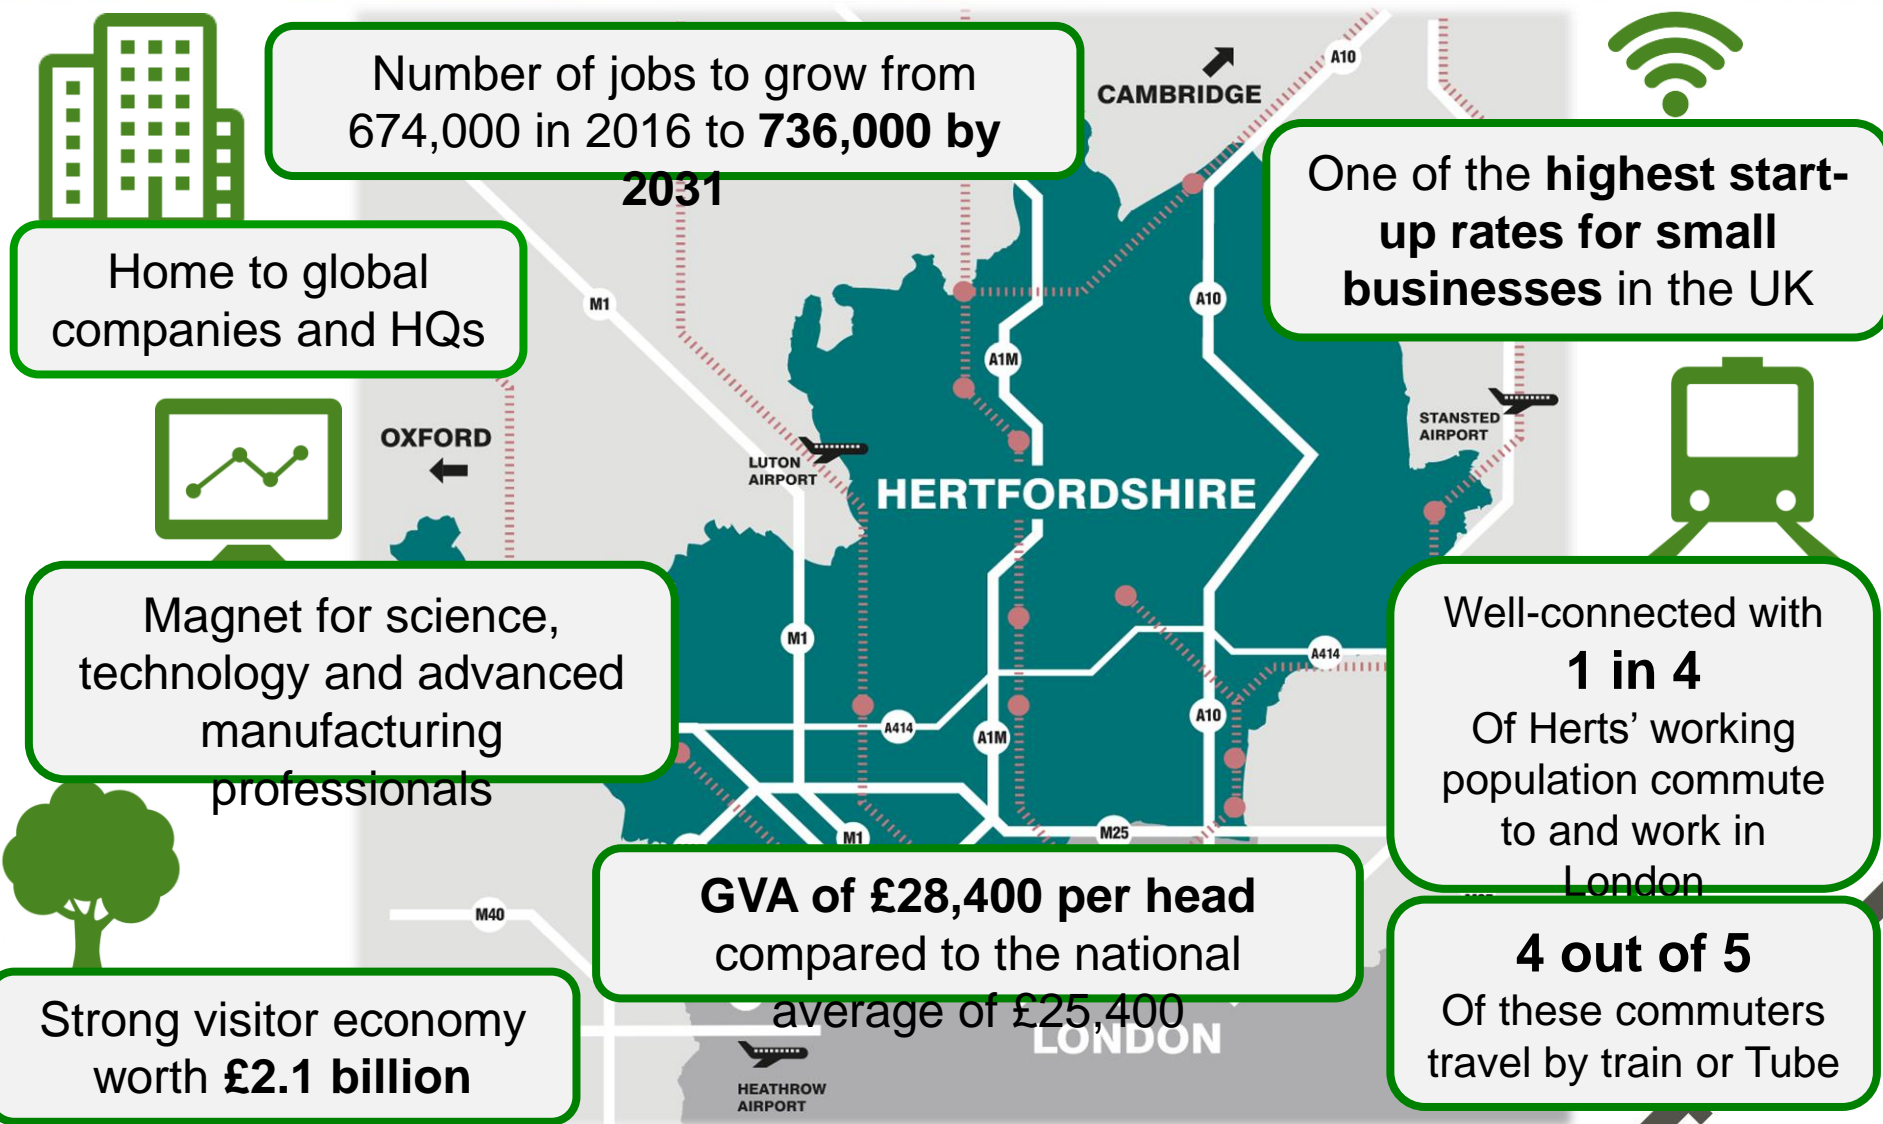 Number of jobs to grow from
674,000 in 2016 to 736,000 by
2031
CAMBRIDGE
A10
One of the highest start-
up rates for small
businesses in the UK
Home to global
companies and HQs
M1
A10
A1M
OXFORD
LUTON
AIRPORT
STANSTED
AIRPORT
HERTFORDSHIRE
Magnet for science,
technology and advanced
manufacturing
professionals
M1
A414
A414
A1M
A10
Well-connected with
1 in 4
Of Herts’ working
population commute
to and work in
London
M1
M25
GVA of £28,400 per head
compared to the national
average of £25,400
M40
4 out of 5
Of these commuters
travel by train or Tube
Strong visitor economy
worth £2.1 billion
LONDON
HEATHROW
AIRPORT